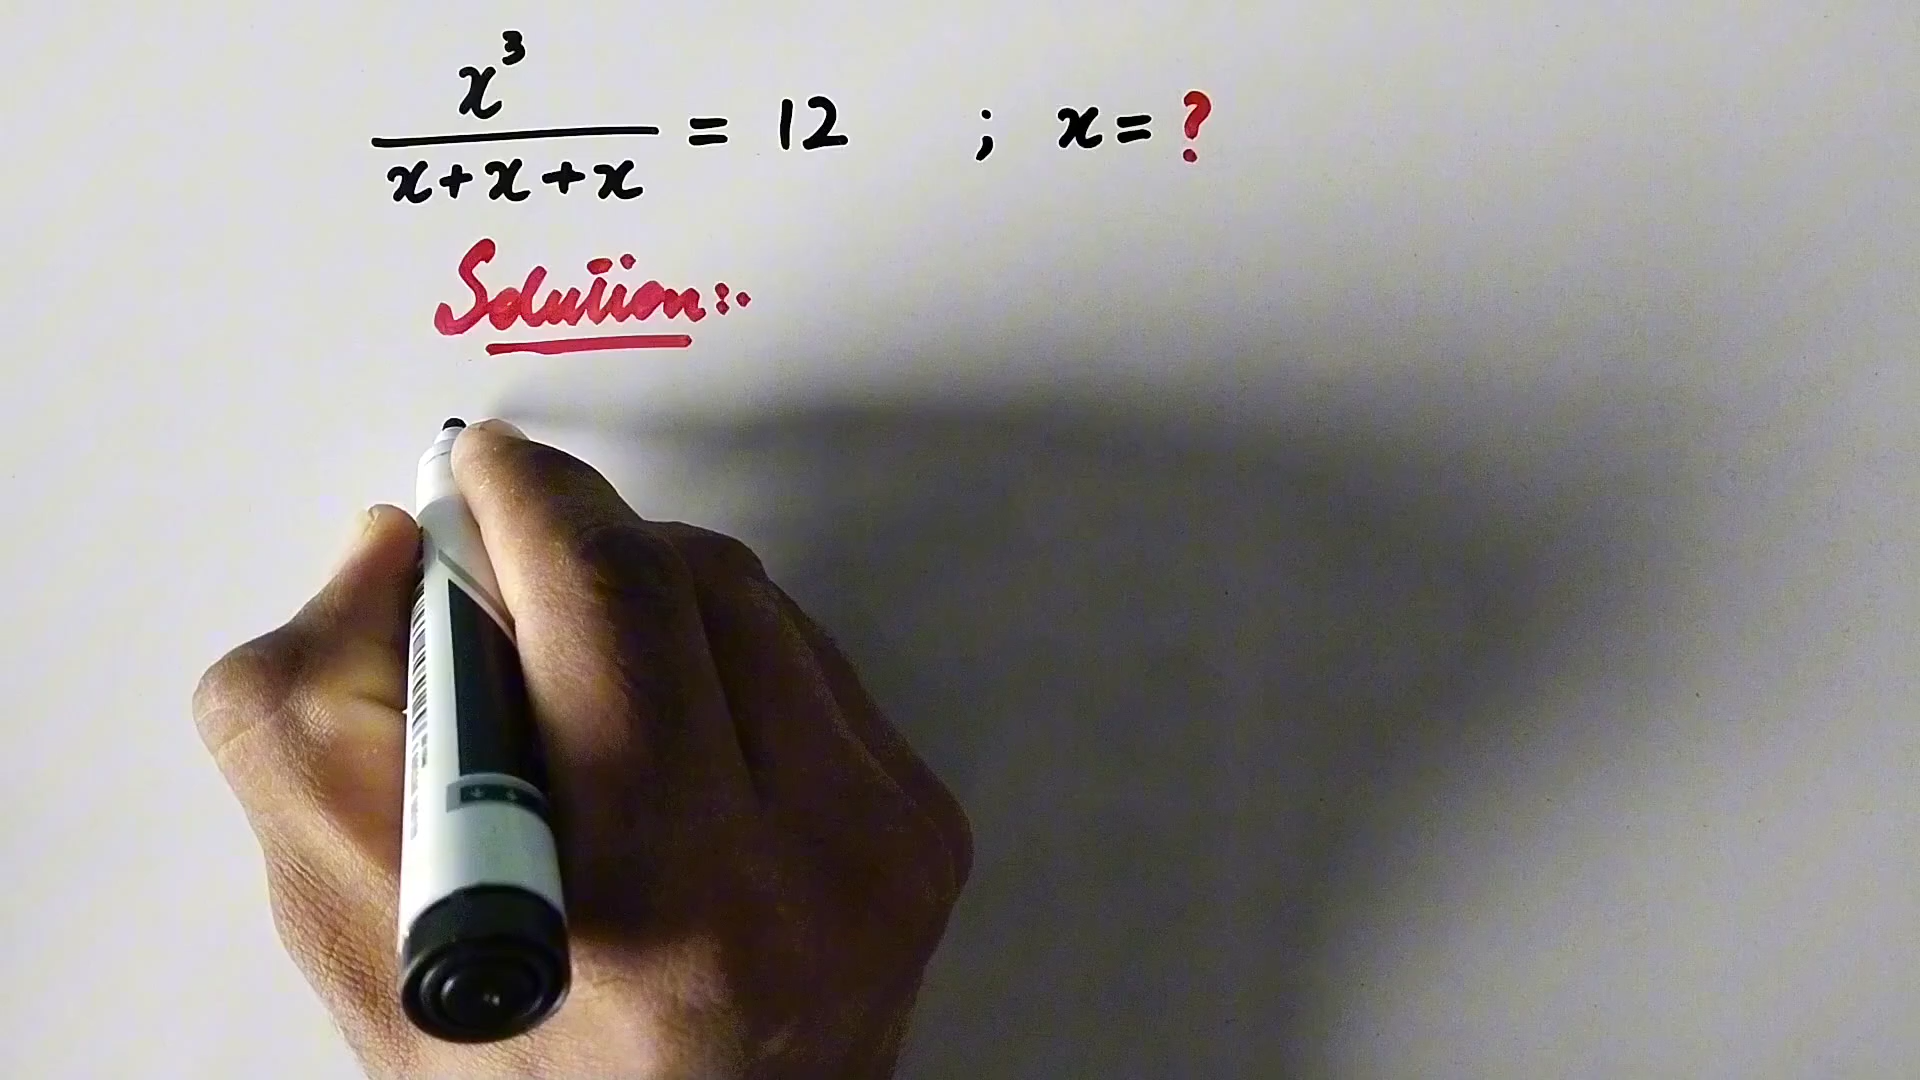 x³/(x+x+x) = 12 ; x = ?
Solution:-